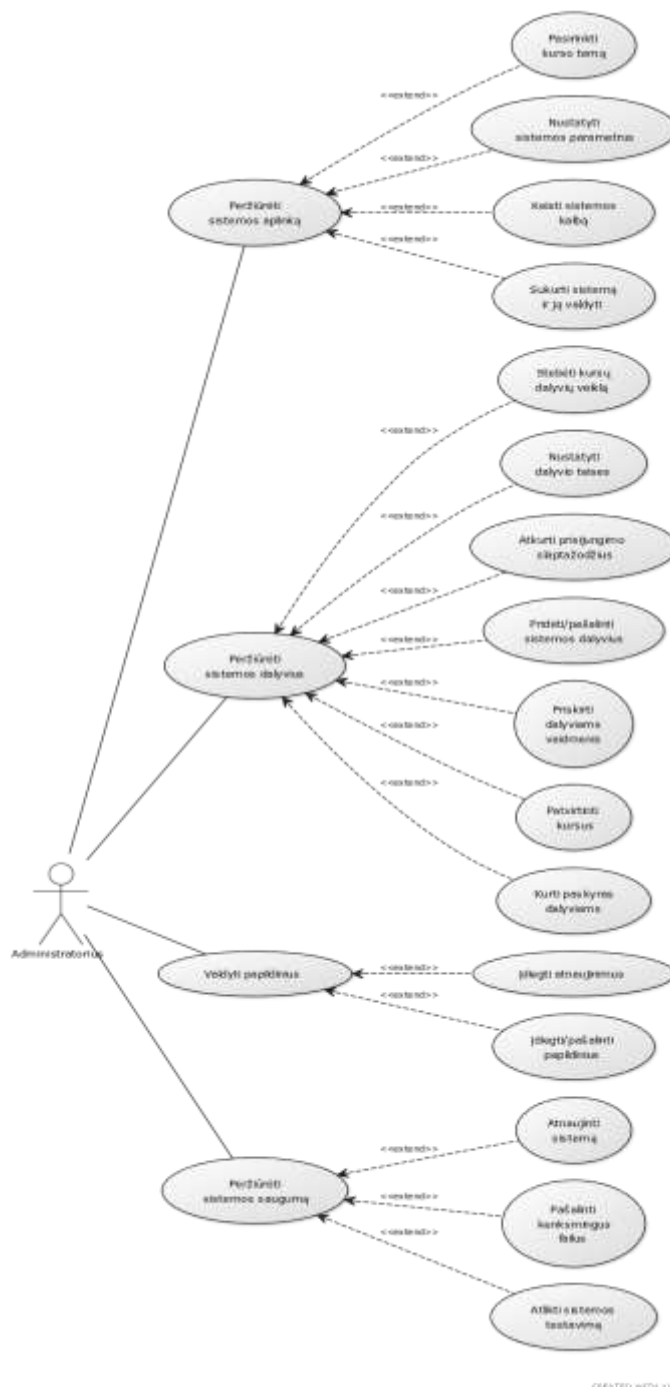 Pasirinkti
kurso temą
<<extend>>
Nustatyti
sistemos parametrus
<<extend>>
Peržiūrėti
sistemos aplinką
<<extend>>
Keisti sistemos
kalbą
<<extend>>
Sukurti sistemą
ir ją valdyti
Stebėti kursų
dalyvių veiklą
<<extend>>
Nustatyti
dalyvio teises
<<extend>>
Atkurti prisijungimo
slaptažodžius
<<extend>>
Pridėti/pašalinti
sistemos dalyvius
<<extend>>
Peržiūrėti
sistemos dalyvius
<<extend>>
Priskirti
dalyviams
vaidmenis
<<extend>>
Patvirtinti
kursus
<<extend>>
Kurti paskyras
dalyviams
Administratorius
Valdyti papildinius
<<extend>>
Įdiegti atnaujinimus
<<extend>>
Įdiegti/pašalinti
papildinius
Atnaujinti
sistemą
<<extend>>
Peržiūrėti
sistemos saugumą
<<extend>>
Pašalinti
kenksmingus
failus
<<extend>>
Atlikti sistemos
testavimą